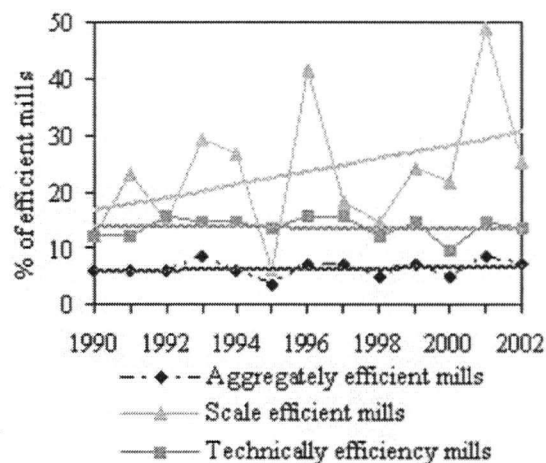 % of efficient mills
50
40
30
20
10
0
1990 1992 1994 1996 1998 2000 2002
Aggregately efficient mills
Scale efficient mills
Technically efficiency mills